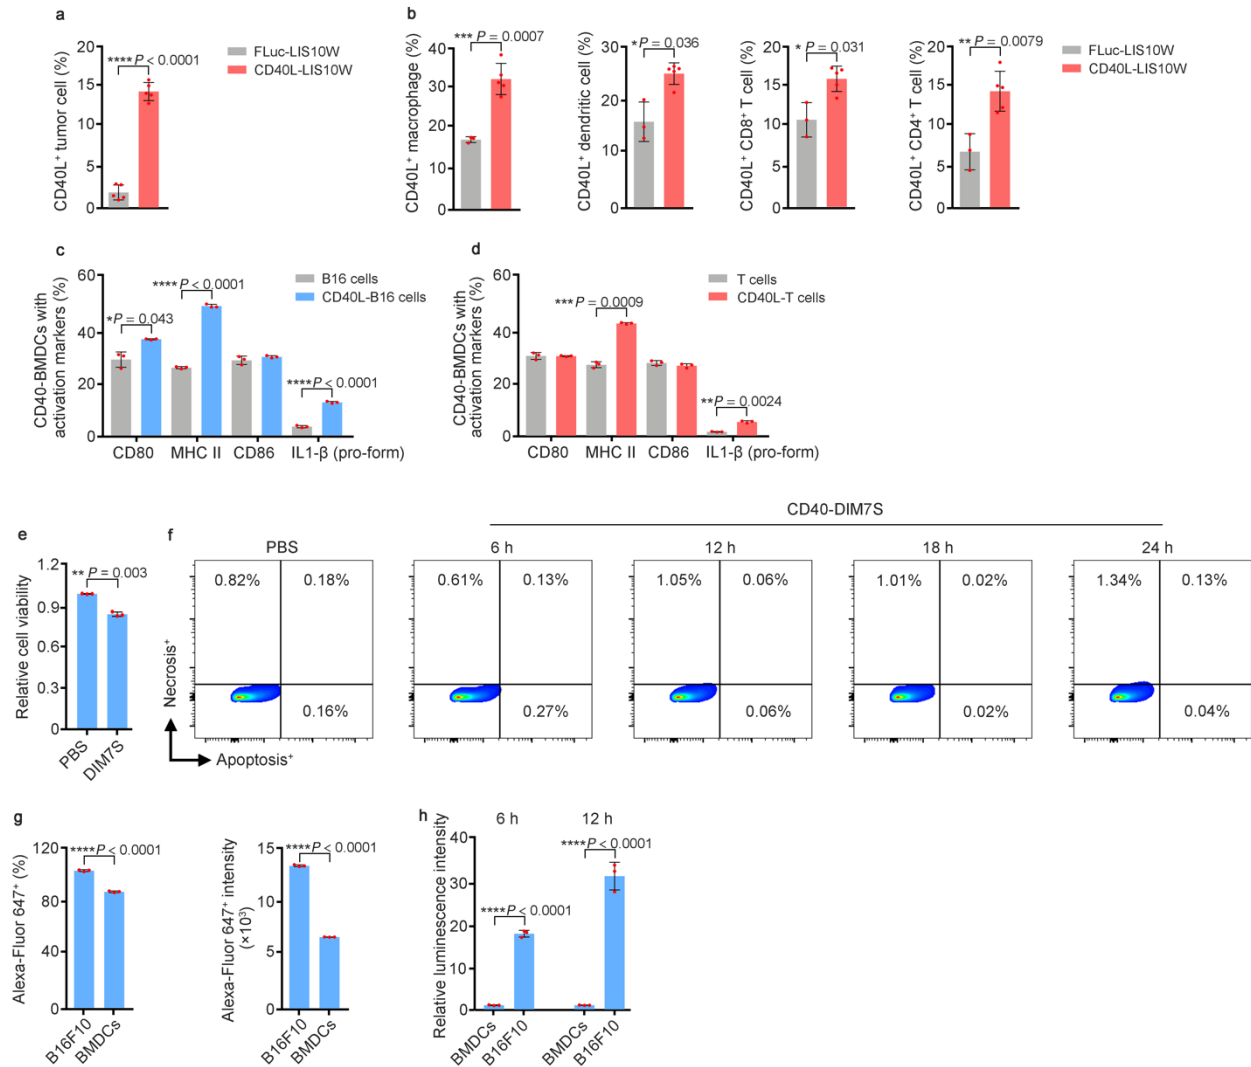 a
CD40L⁺ tumor cell (%)
20
15
10
5
0
**** P < 0.0001
FLuc-LIS10W
CD40L-LIS10W
b
CD40L⁺ macrophage (%)
40
30
20
10
0
*** P = 0.0007
CD40L⁺ dendritic cell (%)
30
20
10
0
* P = 0.036
CD40L⁺ CD8⁺ T cell (%)
20
15
10
5
0
* P = 0.031
CD40L⁺ CD4⁺ T cell (%)
20
15
10
5
0
** P = 0.0079
FLuc-LIS10W
CD40L-LIS10W
c
CD40-BMDCs with
activation markers (%)
60
40
20
0
* P = 0.043
**** P < 0.0001
**** P < 0.0001
B16 cells
CD40L-B16 cells
CD80
MHC II
CD86
IL1-β (pro-form)
d
CD40-BMDCs with
activation markers (%)
60
40
20
0
*** P = 0.0009
** P = 0.0024
T cells
CD40L-T cells
CD80
MHC II
CD86
IL1-β (pro-form)
e
Relative cell viability
1.2
0.9
0.6
0.3
0
** P = 0.003
PBS
DIM7S
f
CD40-DIM7S
PBS
6 h
12 h
18 h
24 h
0.82%
0.18%
0.16%
0.61%
0.13%
0.27%
1.05%
0.06%
0.06%
1.01%
0.02%
0.02%
1.34%
0.13%
0.04%
Necrosis⁺
Apoptosis⁺
g
Alexa-Fluor 647⁺ (%)
120
80
40
0
**** P < 0.0001
B16F10
BMDCs
Alexa-Fluor 647⁺ intensity
(×10³)
15
10
5
0
**** P < 0.0001
B16F10
BMDCs
h
Relative luminescence intensity
40
30
20
10
0
6 h
12 h
**** P < 0.0001
**** P < 0.0001
BMDCs
B16F10
BMDCs
B16F10